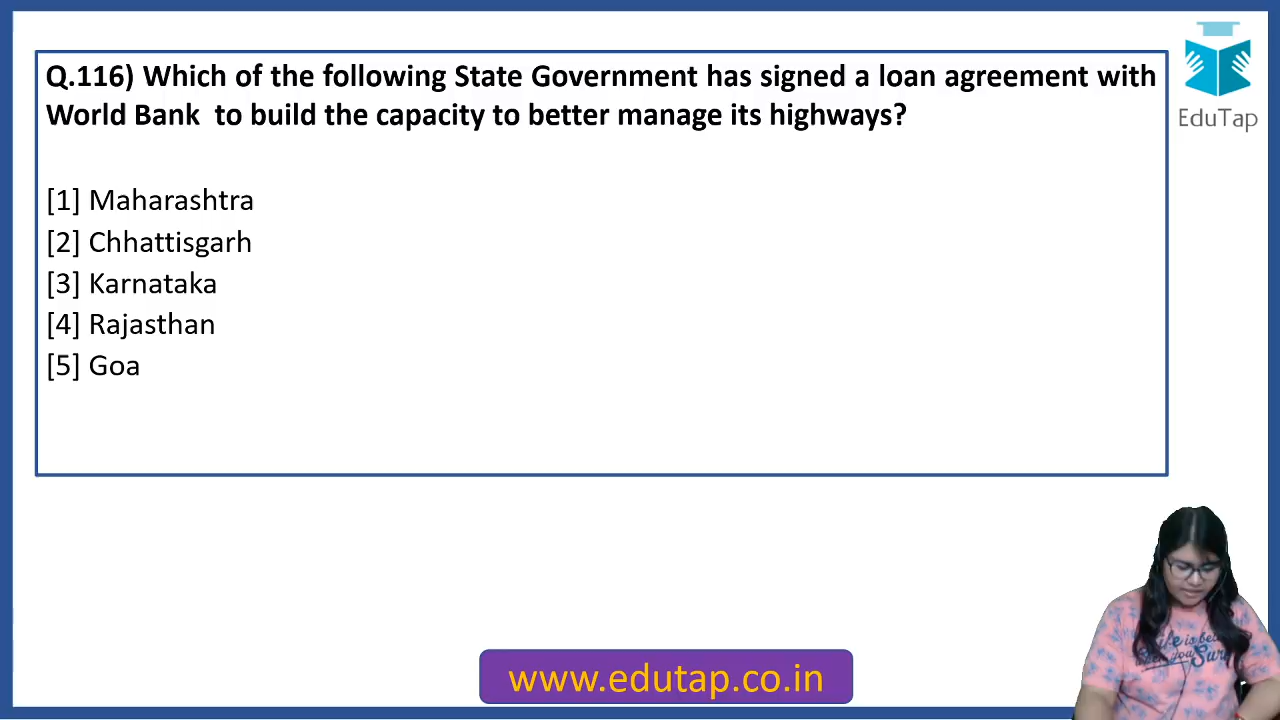 Q.116) Which of the following State Government has signed a loan agreement with
World Bank to build the capacity to better manage its highways?
[1] Maharashtra
[2] Chhattisgarh
[3] Karnataka
[4] Rajasthan
[5] Goa
EduTap
www.edutap.co.in